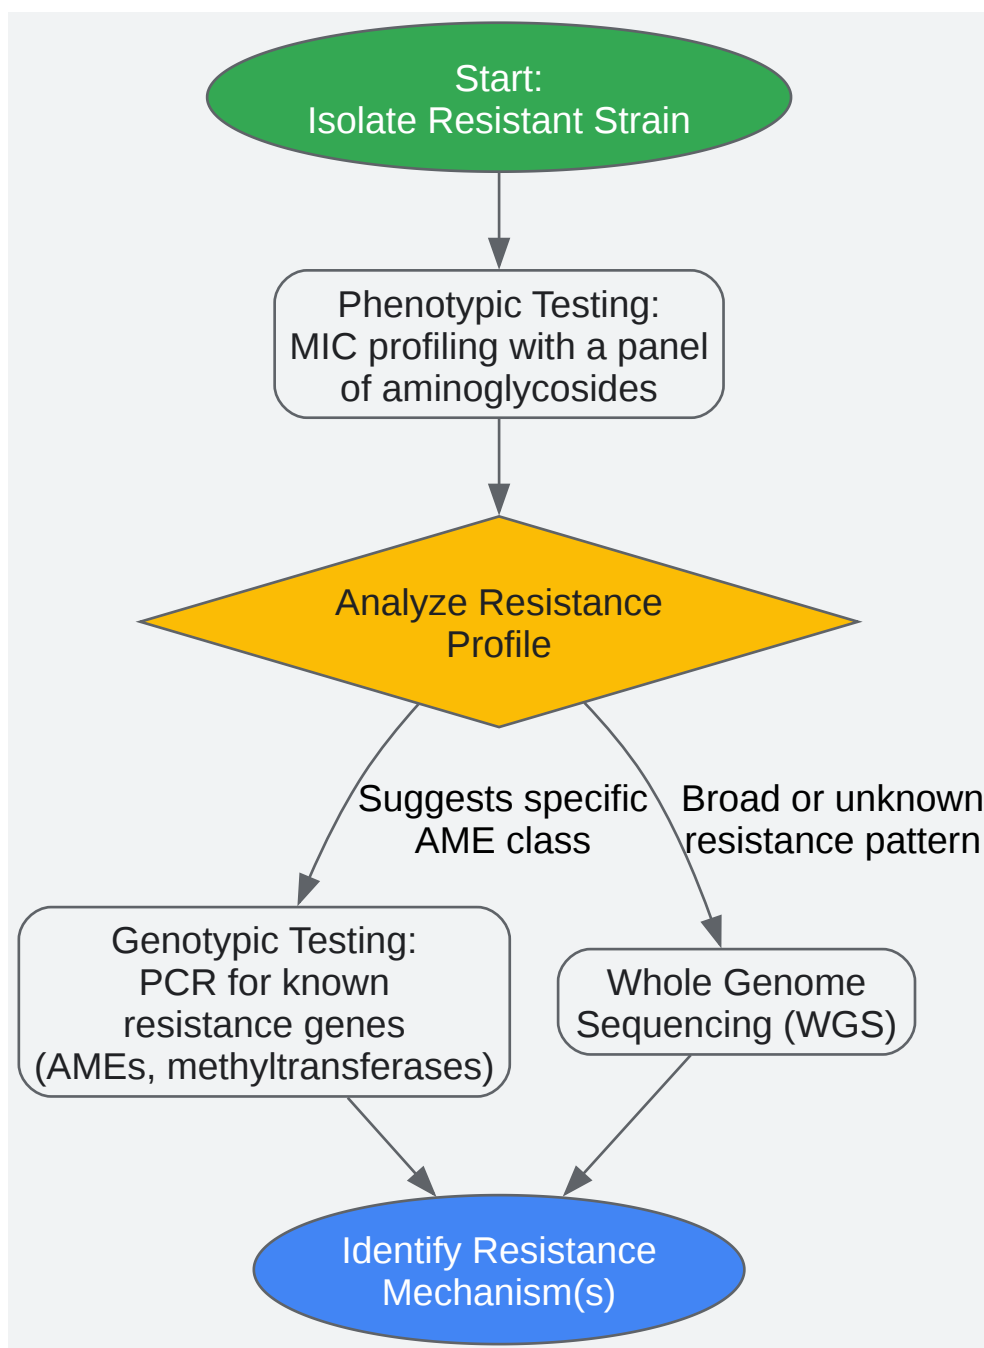 Start:
Isolate Resistant Strain
Phenotypic Testing:
MIC profiling with a panel
of aminoglycosides
Analyze Resistance
Profile
Suggests specific
AME class
Broad or unknown
resistance pattern
Genotypic Testing:
PCR for known
resistance genes
(AMEs, methyltransferases)
Whole Genome
Sequencing (WGS)
Identify Resistance
Mechanism(s)